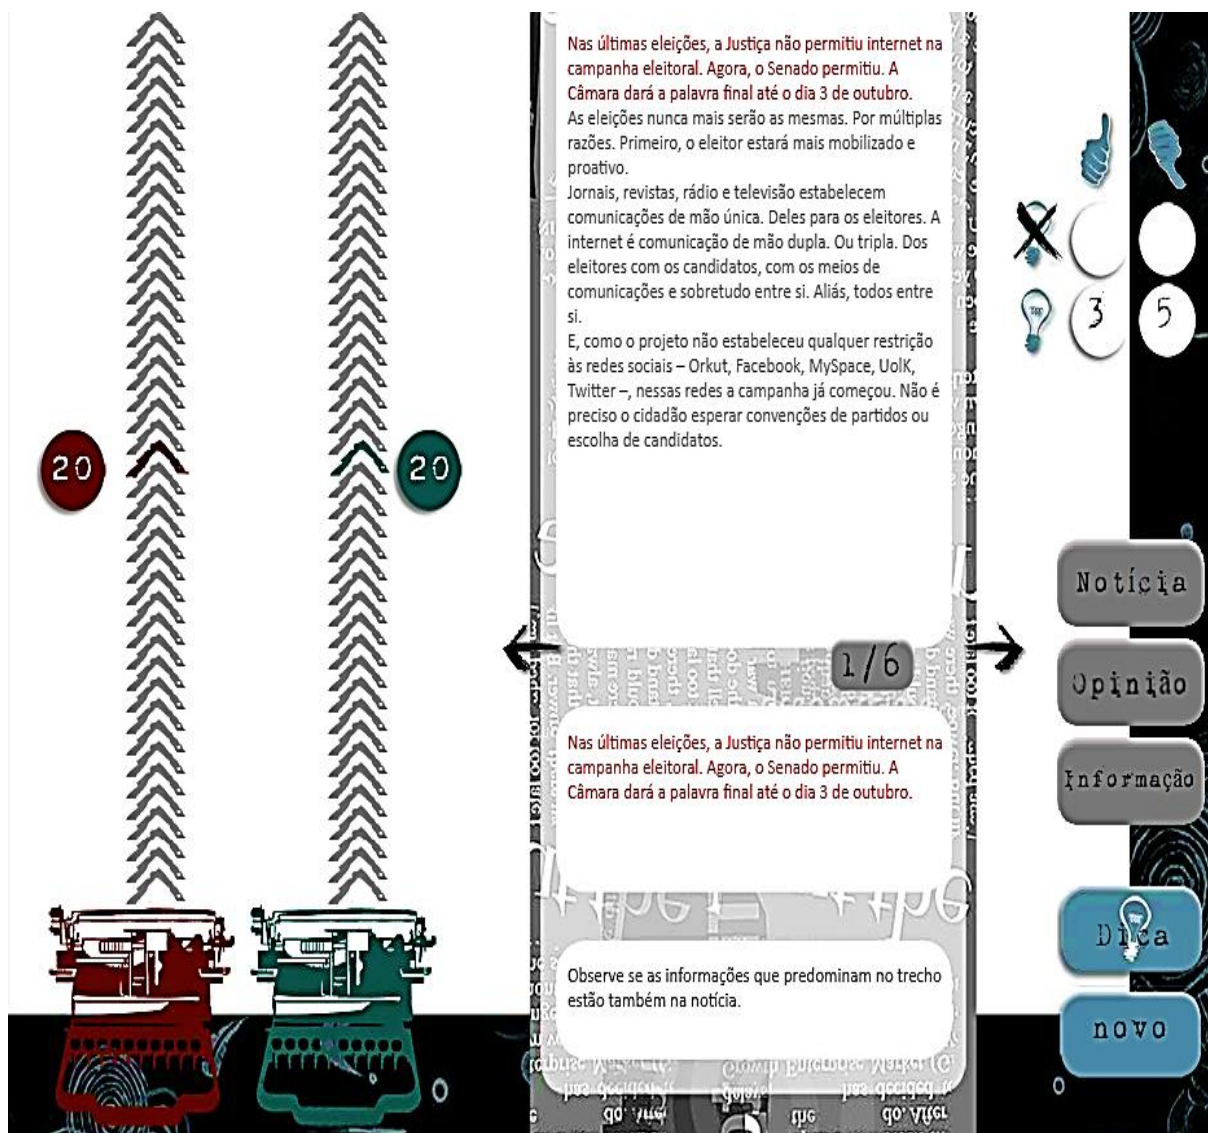 Nas últimas eleições, a Justiça não permitiu internet na
campanha eleitoral. Agora, o Senado permitiu. A
Câmara dará a palavra final até o dia 3 de outubro.
As eleições nunca mais serão as mesmas. Por múltiplas
razões. Primeiro, o eleitor estará mais mobilizado e
proativo.
Jornais, revistas, rádio e televisão estabelecem
comunicações de mão única. Deles para os eleitores. A
internet é comunicação de mão dupla. Ou tripla. Dos
eleitores com os candidatos, com os meios de
comunicações e sobretudo entre si. Aliás, todos entre
si.
E, como o projeto não estabeleceu qualquer restrição
às redes sociais – Orkut, Facebook, MySpace, UolK,
Twitter –, nessas redes a campanha já começou. Não é
preciso o cidadão esperar convenções de partidos ou
escolha de candidatos.
1/6
Nas últimas eleições, a Justiça não permitiu internet na
campanha eleitoral. Agora, o Senado permitiu. A
Câmara dará a palavra final até o dia 3 de outubro.
Observe se as informações que predominam no trecho
estão também na notícia.
20
20
3 5
Notícia
Opinião
Informação
Dica
novo